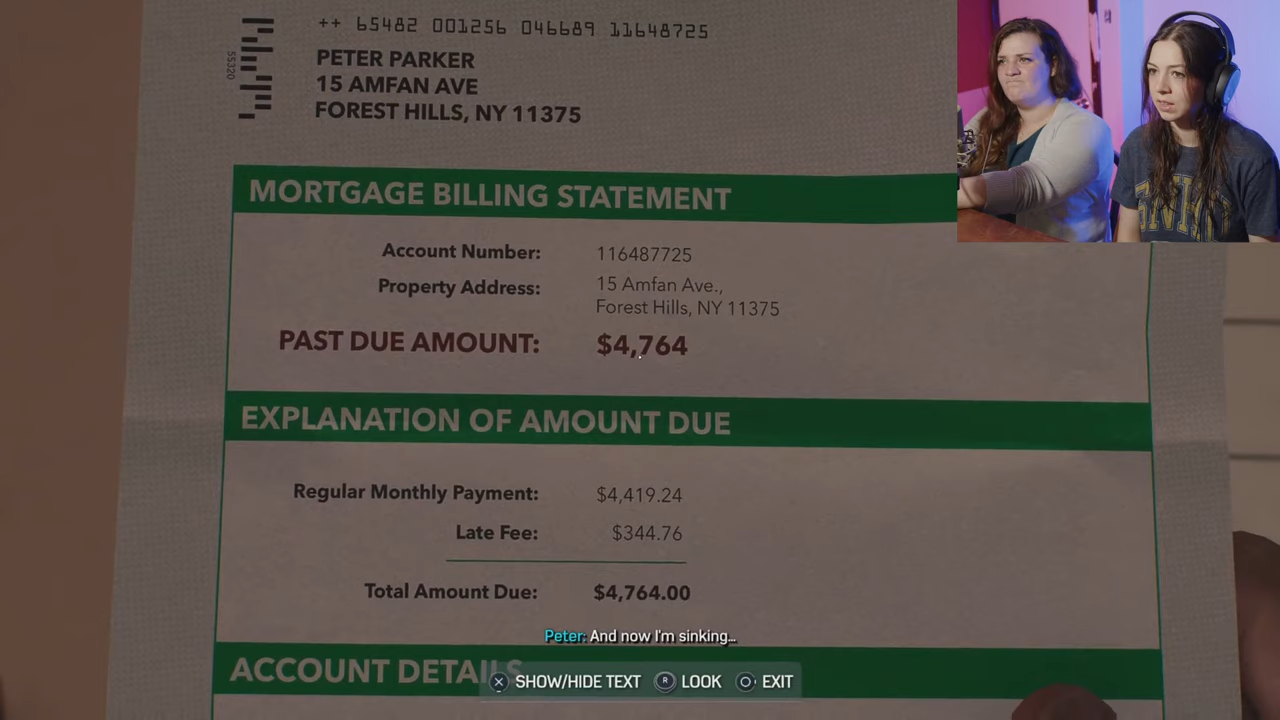 ++ 65482 001256 046689 11648725
55320
PETER PARKER
15 AMFAN AVE
FOREST HILLS, NY 11375
MORTGAGE BILLING STATEMENT
Account Number: 116487725
Property Address: 15 Amfan Ave.,
Forest Hills, NY 11375
PAST DUE AMOUNT: $4,764
EXPLANATION OF AMOUNT DUE
Regular Monthly Payment: $4,419.24
Late Fee: $344.76
Total Amount Due: $4,764.00
Peter: And now I'm sinking...
ACCOUNT DETAILS
SHOW/HIDE TEXT R LOOK EXIT